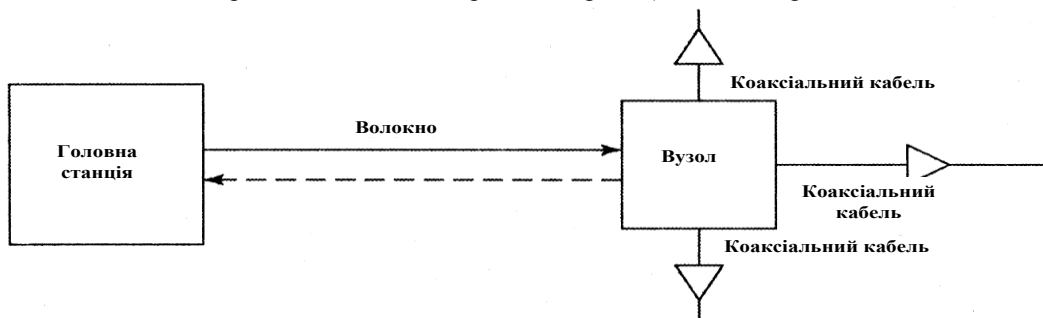 Коаксіальний кабель
Волокно
Головна
станція
Вузол
Коаксіальний
кабель
Коаксіальний кабель